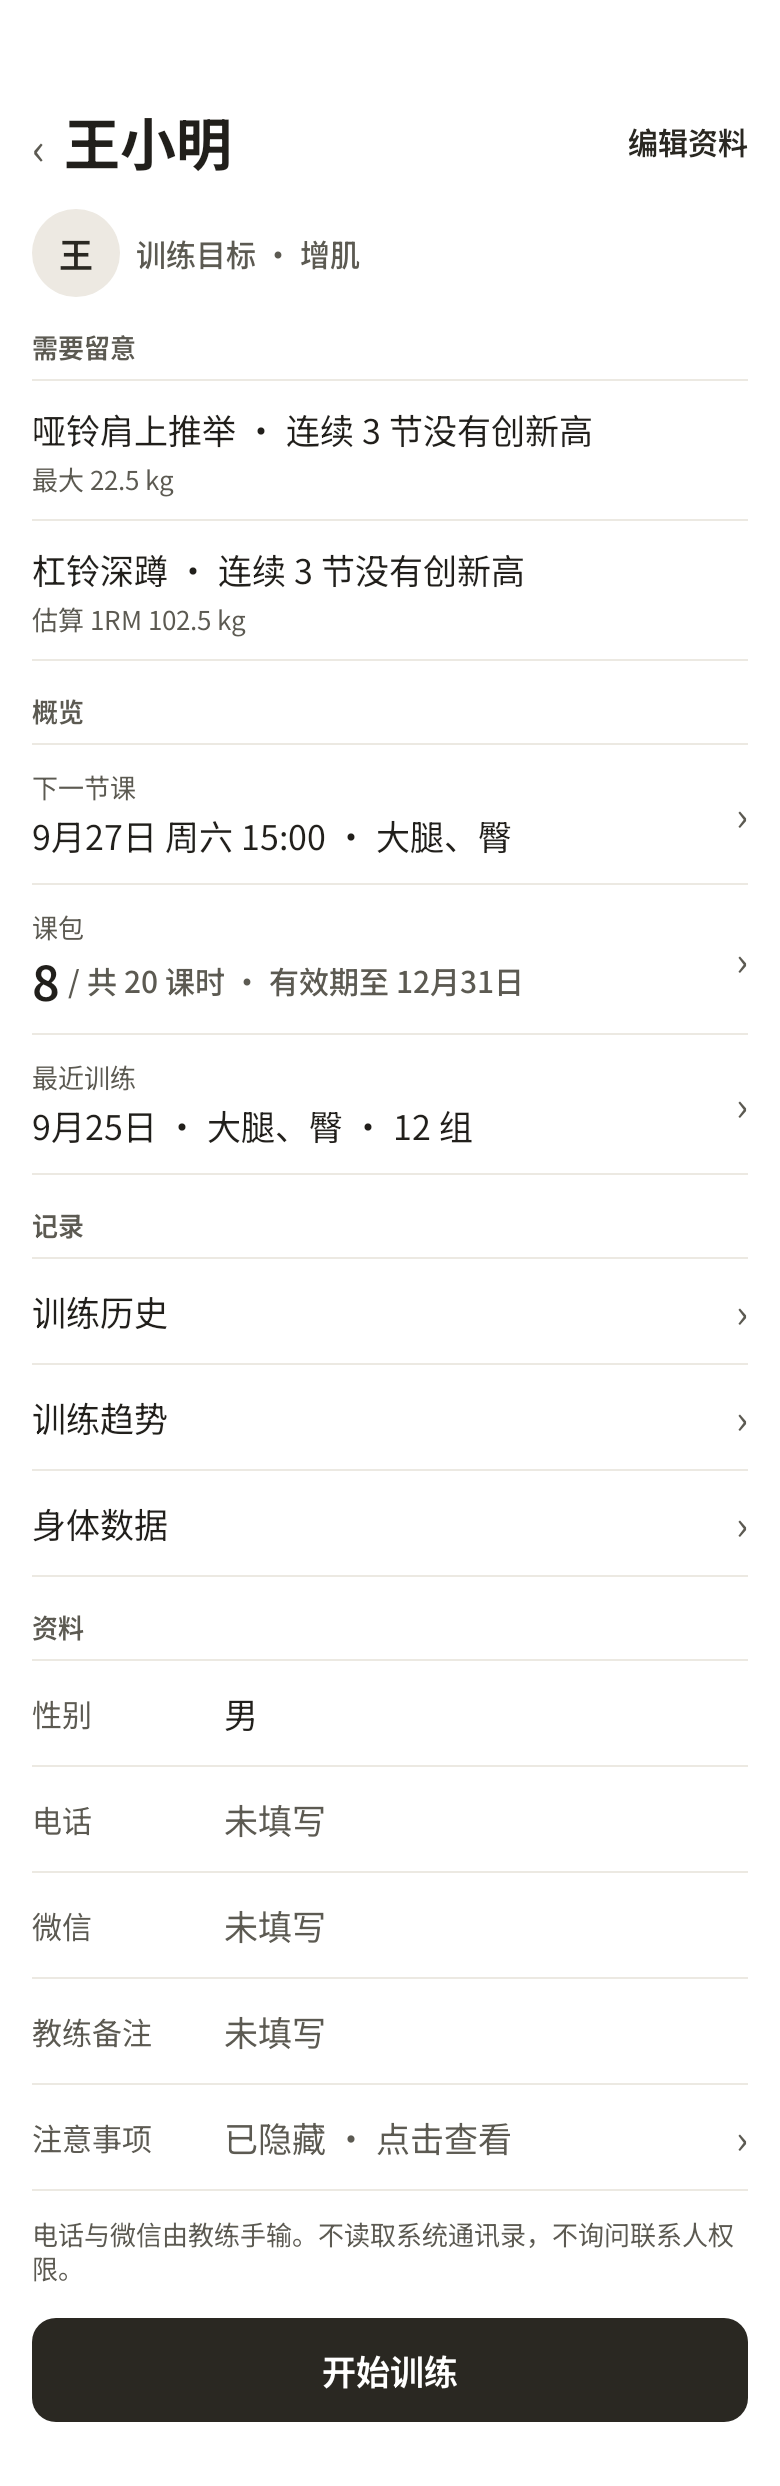 ‹ 王小明 编辑资料
王 训练目标 · 增肌
需要留意
哑铃肩上推举 · 连续 3 节没有创新高
最大 22.5 kg
杠铃深蹲 · 连续 3 节没有创新高
估算 1RM 102.5 kg
概览
下一节课
9月27日 周六 15:00 · 大腿、臀 ›
课包
8 / 共 20 课时 · 有效期至 12月31日 ›
最近训练
9月25日 · 大腿、臀 · 12 组 ›
记录
训练历史 ›
训练趋势 ›
身体数据 ›
资料
性别 男
电话 未填写
微信 未填写
教练备注 未填写
注意事项 已隐藏 · 点击查看 ›
电话与微信由教练手输。不读取系统通讯录，不询问联系人权
限。
开始训练